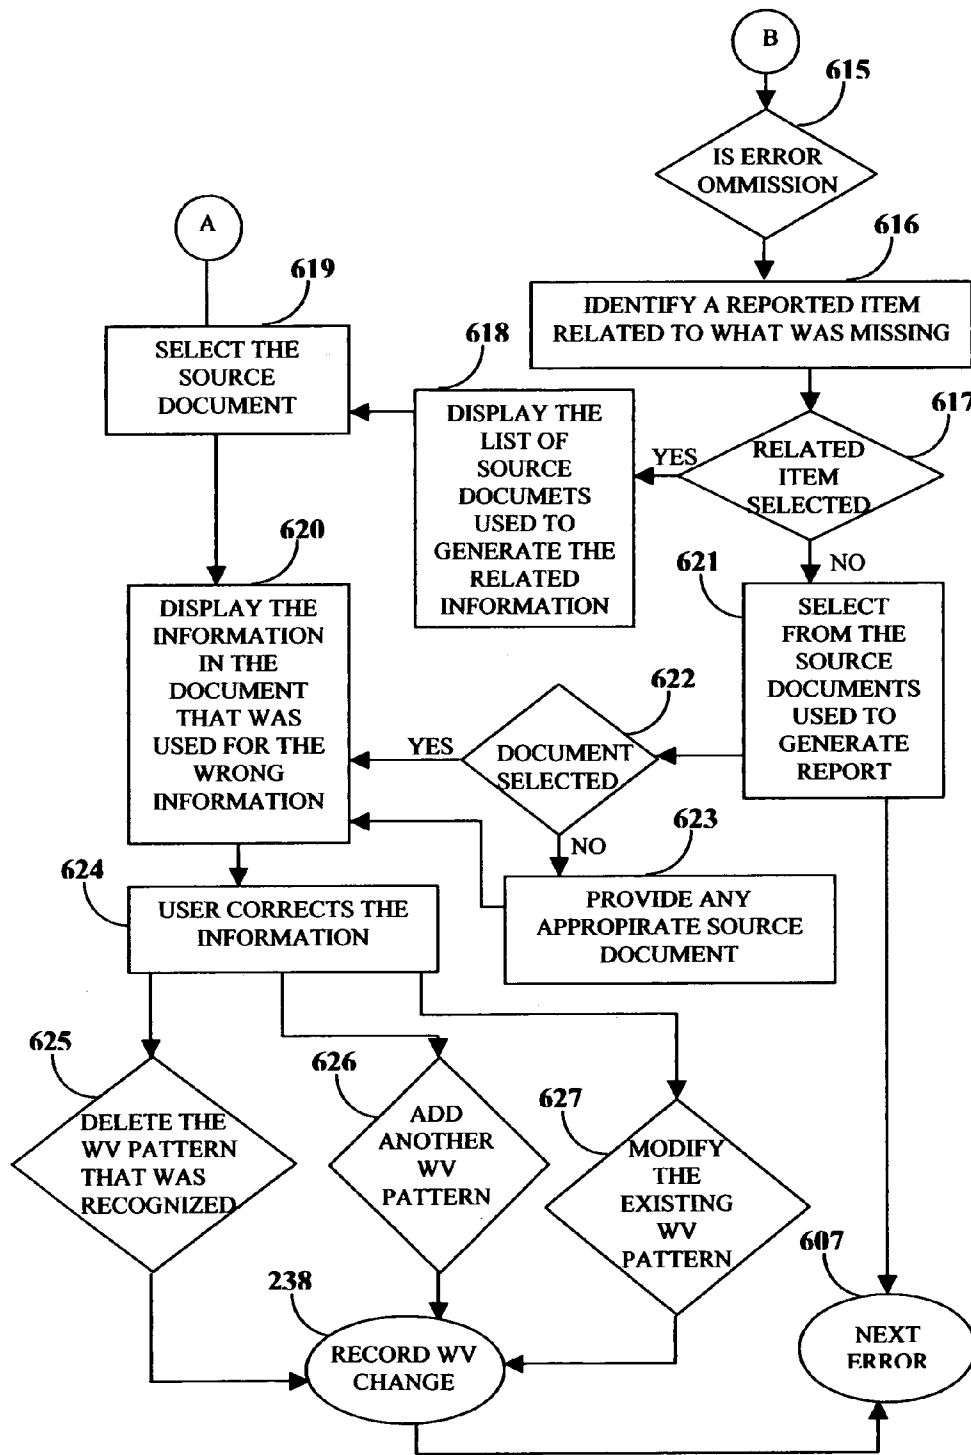 B
615
IS ERROR
OMMISSION
A
616
619
IDENTIFY A REPORTED ITEM
RELATED TO WHAT WAS MISSING
SELECT THE
SOURCE
DOCUMENT
618
617
DISPLAY THE
LIST OF
SOURCE
DOCUMETS
USED TO
GENERATE THE
RELATED
INFORMATION
YES
RELATED
ITEM
SELECTED
620
621
NO
DISPLAY THE
INFORMATION
IN THE
DOCUMENT
THAT WAS
USED FOR THE
WRONG
INFORMATION
SELECT
FROM THE
SOURCE
DOCUMENTS
USED TO
GENERATE
REPORT
622
YES
DOCUMENT
SELECTED
NO
623
624
USER CORRECTS THE
INFORMATION
PROVIDE ANY
APPROPIRATE SOURCE
DOCUMENT
625
DELETE THE
WV PATTERN
THAT WAS
RECOGNIZED
626
ADD
ANOTHER
WV
PATTERN
627
MODIFY
THE
EXISTING
WV
PATTERN
607
238
RECORD WV
CHANGE
NEXT
ERROR